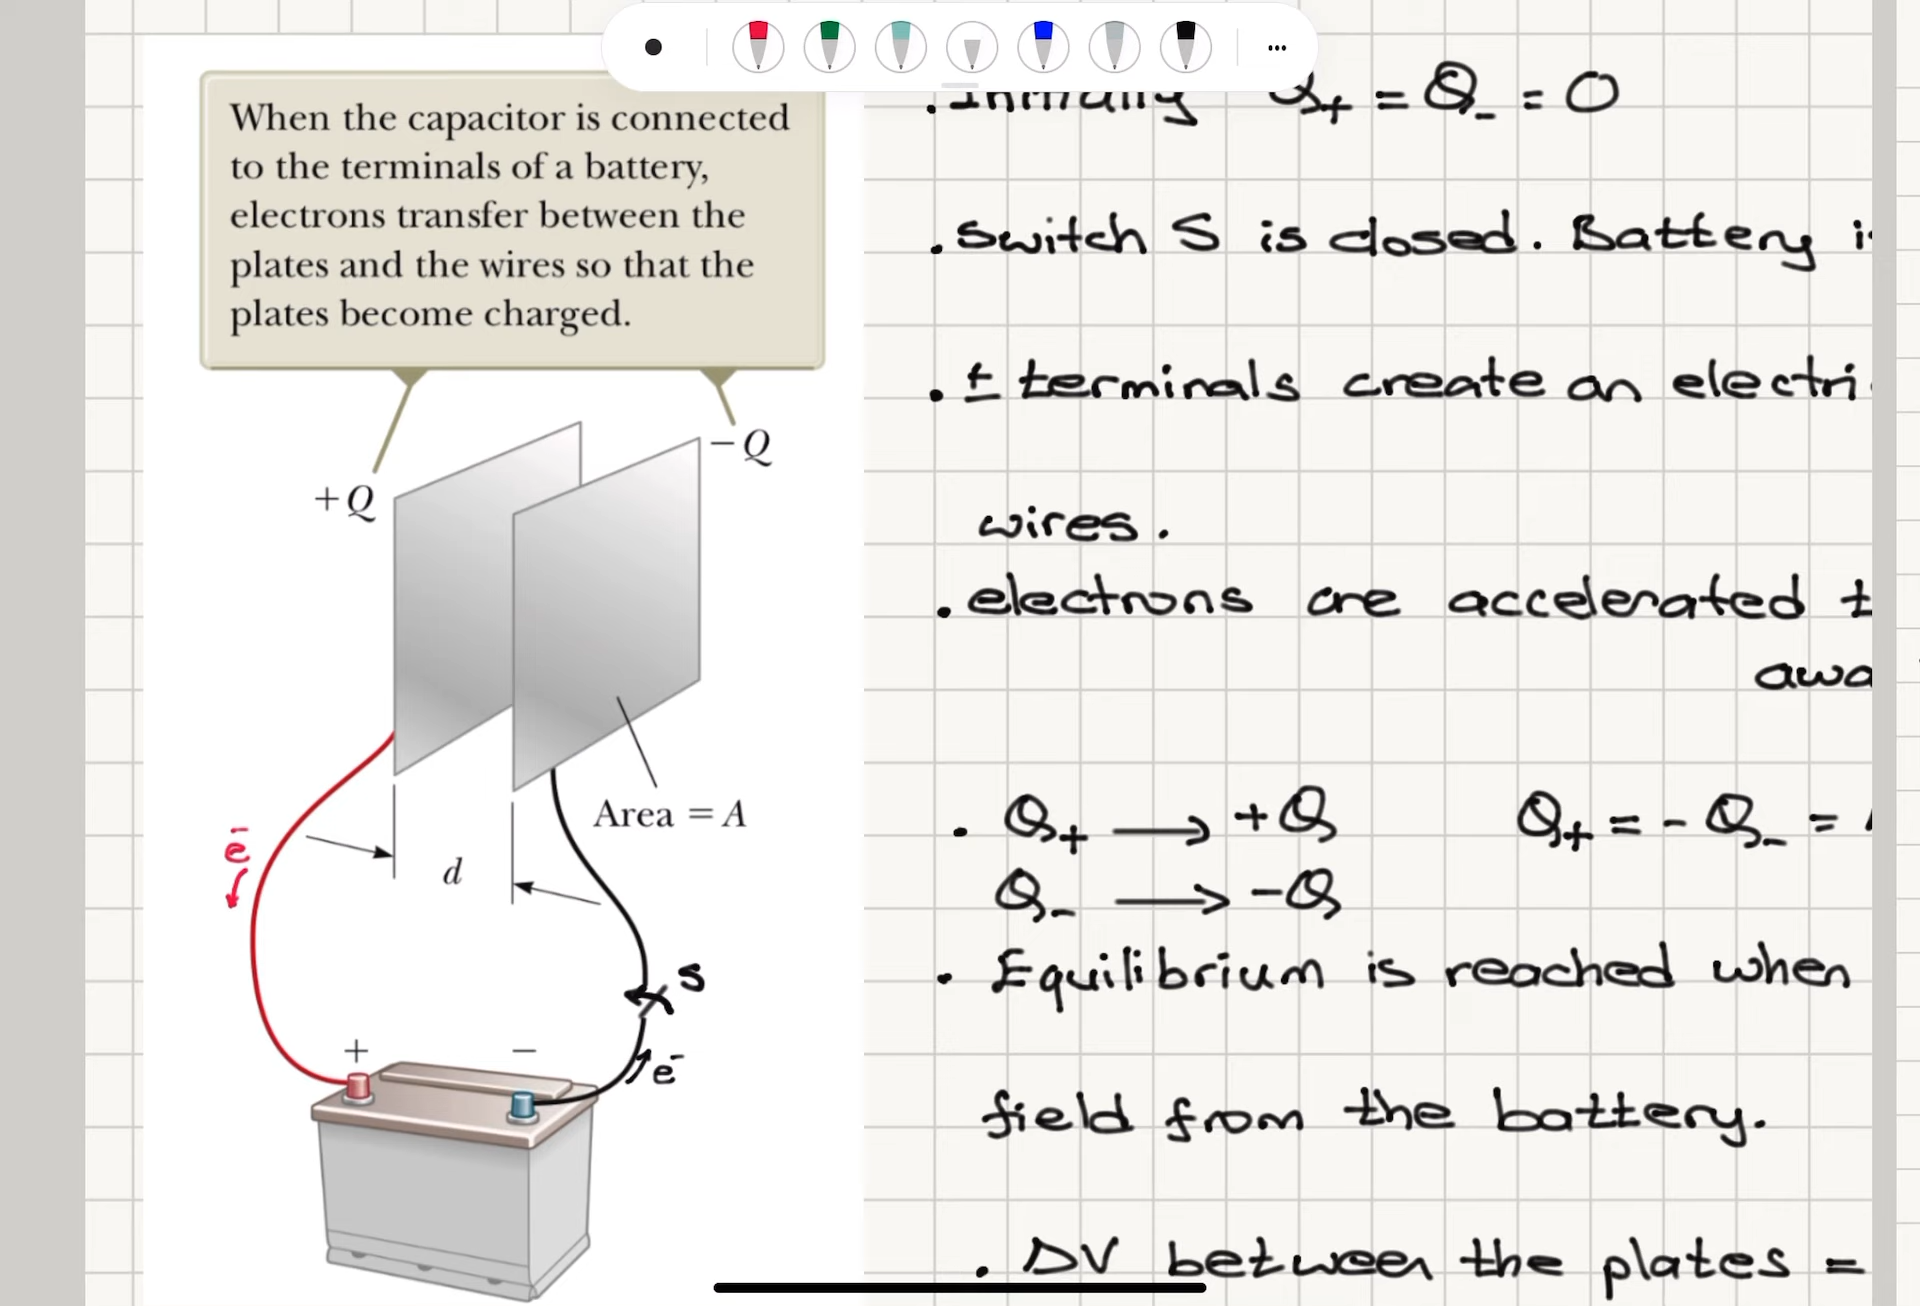 When the capacitor is connected
to the terminals of a battery,
electrons transfer between the
plates and the wires so that the
plates become charged.
− Q
+Q
Area = A
d
e⁻
S
+ −
e⁻
. Initially Q₊ = Q₋ = 0
. Switch S is closed. Battery
. ± terminals create an
wires.
. electrons are accelerated
. Q₊ ⟶ +Q Q₊ = - Q₋ =
Q₋ ⟶ -Q
. Equilibrium is reached when
field from the battery.
. ΔV between the plates =